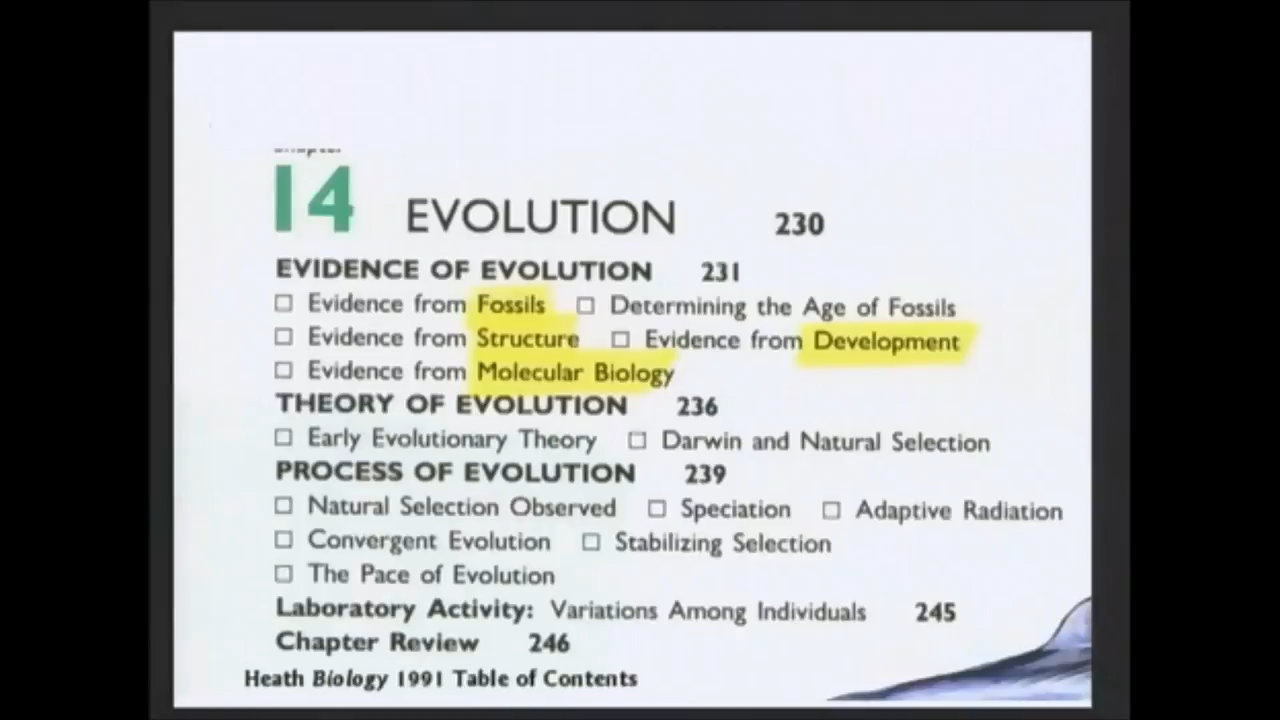 Chapter
14 EVOLUTION 230
EVIDENCE OF EVOLUTION 231
□ Evidence from Fossils □ Determining the Age of Fossils
□ Evidence from Structure □ Evidence from Development
□ Evidence from Molecular Biology
THEORY OF EVOLUTION 236
□ Early Evolutionary Theory □ Darwin and Natural Selection
PROCESS OF EVOLUTION 239
□ Natural Selection Observed □ Speciation □ Adaptive Radiation
□ Convergent Evolution □ Stabilizing Selection
□ The Pace of Evolution
Laboratory Activity: Variations Among Individuals 245
Chapter Review 246
Heath Biology 1991 Table of Contents